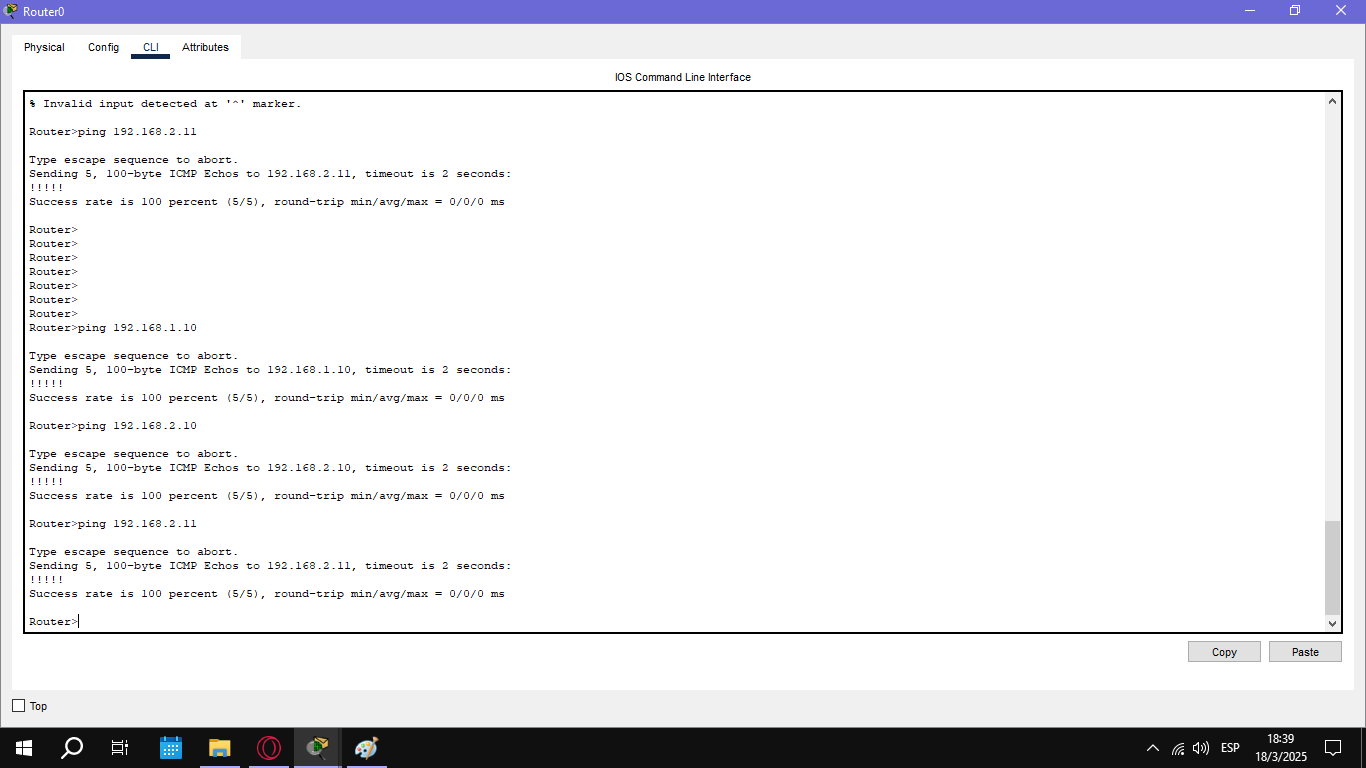 Router0
Physical Config CLI Attributes
IOS Command Line Interface
% Invalid input detected at '^' marker.
Router>ping 192.168.2.11
Type escape sequence to abort.
Sending 5, 100-byte ICMP Echos to 192.168.2.11, timeout is 2 seconds:
!!!!!
Success rate is 100 percent (5/5), round-trip min/avg/max = 0/0/0 ms
Router>
Router>
Router>
Router>
Router>
Router>
Router>
Router>ping 192.168.1.10
Type escape sequence to abort.
Sending 5, 100-byte ICMP Echos to 192.168.1.10, timeout is 2 seconds:
!!!!!
Success rate is 100 percent (5/5), round-trip min/avg/max = 0/0/0 ms
Router>ping 192.168.2.10
Type escape sequence to abort.
Sending 5, 100-byte ICMP Echos to 192.168.2.10, timeout is 2 seconds:
!!!!!
Success rate is 100 percent (5/5), round-trip min/avg/max = 0/0/0 ms
Router>ping 192.168.2.11
Type escape sequence to abort.
Sending 5, 100-byte ICMP Echos to 192.168.2.11, timeout is 2 seconds:
!!!!!
Success rate is 100 percent (5/5), round-trip min/avg/max = 0/0/0 ms
Router>
Copy Paste
Top
ESP
18:39
18/3/2025